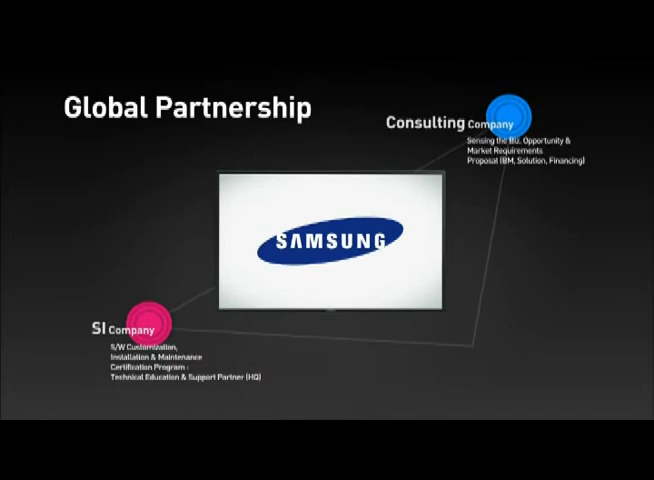 Global Partnership
Consulting Company
Sensing the Bu. Opportunity &
Market Requirements
Proposal (BM, Solution, Financing)
SAMSUNG
SI Company
S/W Customization,
Installation & Maintenance
Certification Program :
Technical Education & Support Partner (HQ)